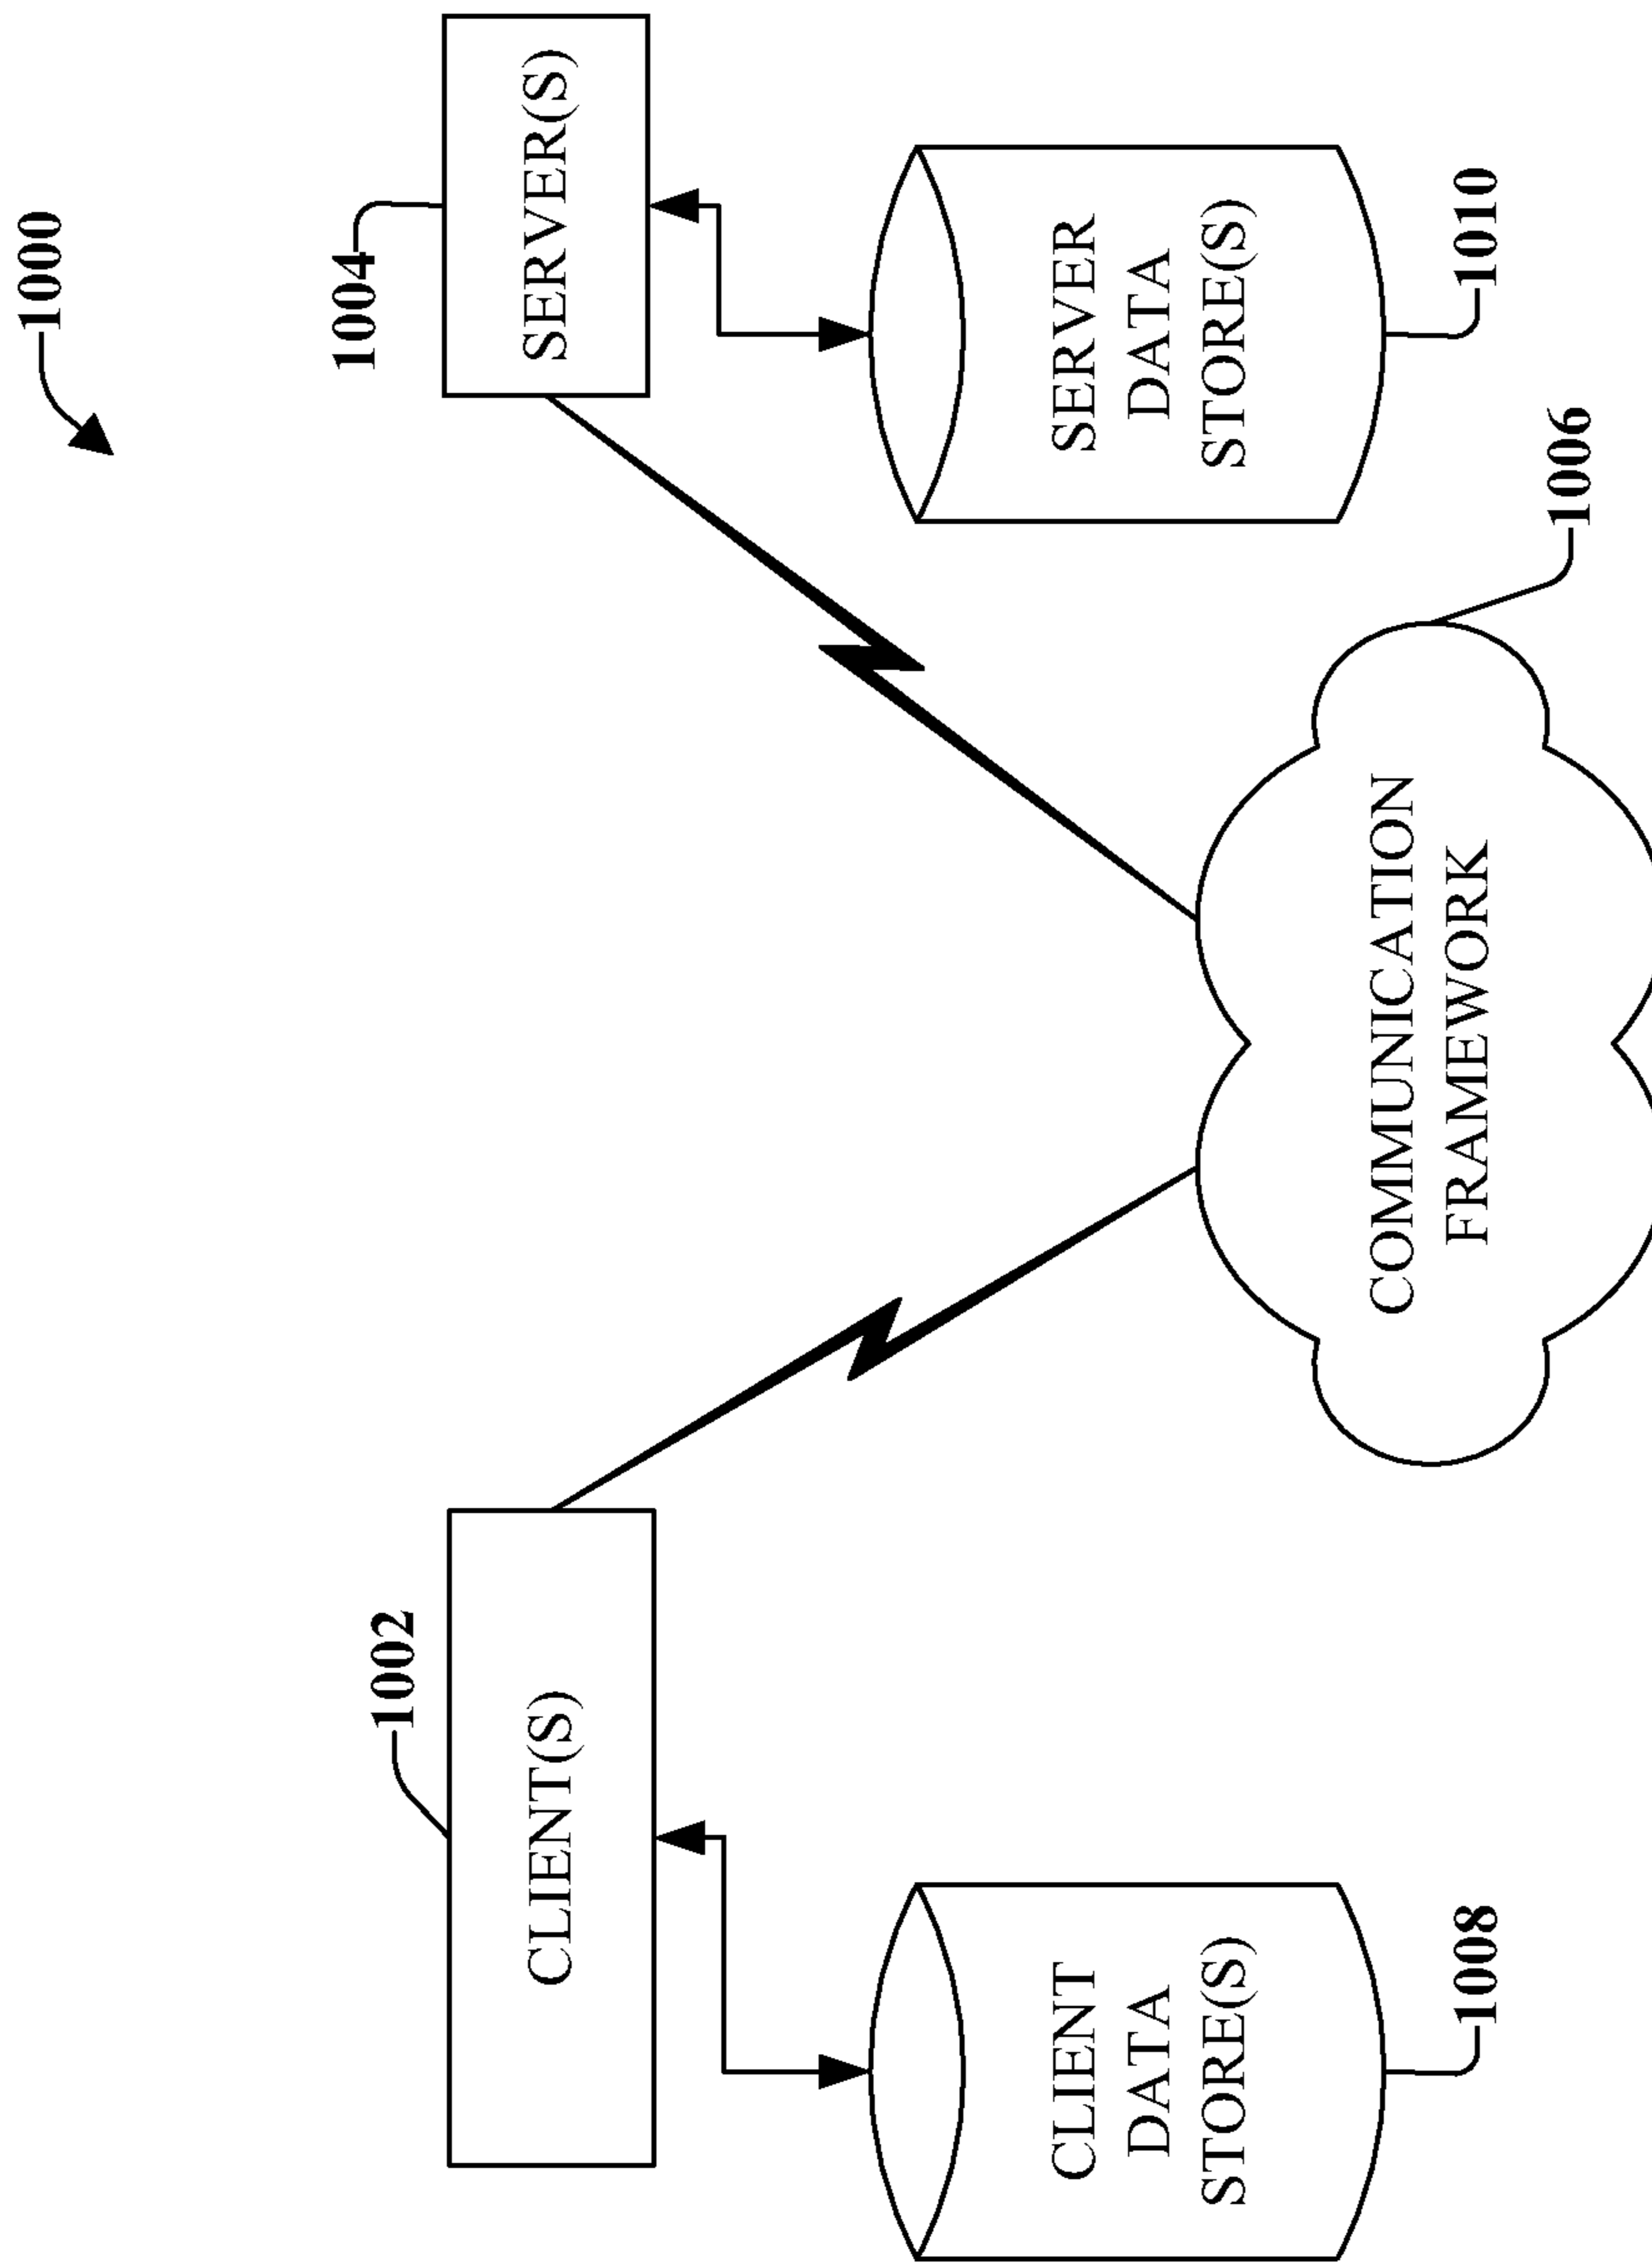 1000
1002
CLIENT(S)
1004
SERVER(S)
CLIENT
DATA
STORE(S)
1008
SERVER
DATA
STORE(S)
1010
COMMUNICATION
FRAMEWORK
1006